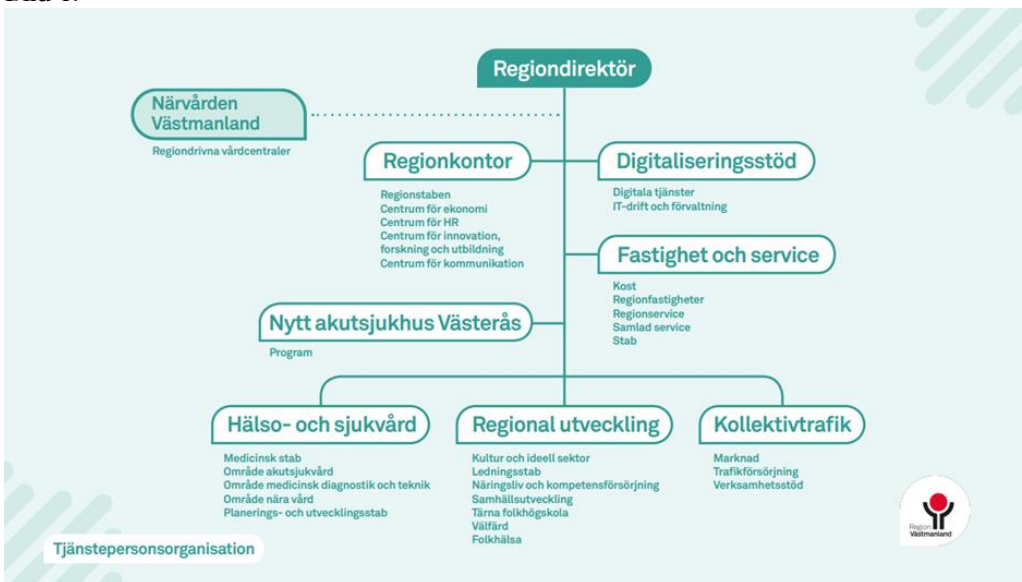 Regiondirektör
Närvården
Västmanland
Regiondrivna vårdcentraler
Regionkontor
Regionstaben
Centrum för ekonomi
Centrum för HR
Centrum för innovation,
forskning och utbildning
Centrum för kommunikation
Digitaliseringsstöd
Digitala tjänster
IT-drift och förvaltning
Fastighet och service
Kost
Regionfastigheter
Regionservice
Samlad service
Stab
Nytt akutsjukhus Västerås
Program
Hälso- och sjukvård
Medicinsk stab
Område akutsjukvård
Område medicinsk diagnostik och teknik
Område nära vård
Planerings- och utvecklingsstab
Regional utveckling
Kultur och ideell sektor
Ledningsstab
Näringsliv och kompetensförsörjning
Samhällsutveckling
Tärna folkhögskola
Välfärd
Folkhälsa
Kollektivtrafik
Marknad
Trafikförsörjning
Verksamhetsstöd
Region
Västmanland
Tjänstepersonsorganisation